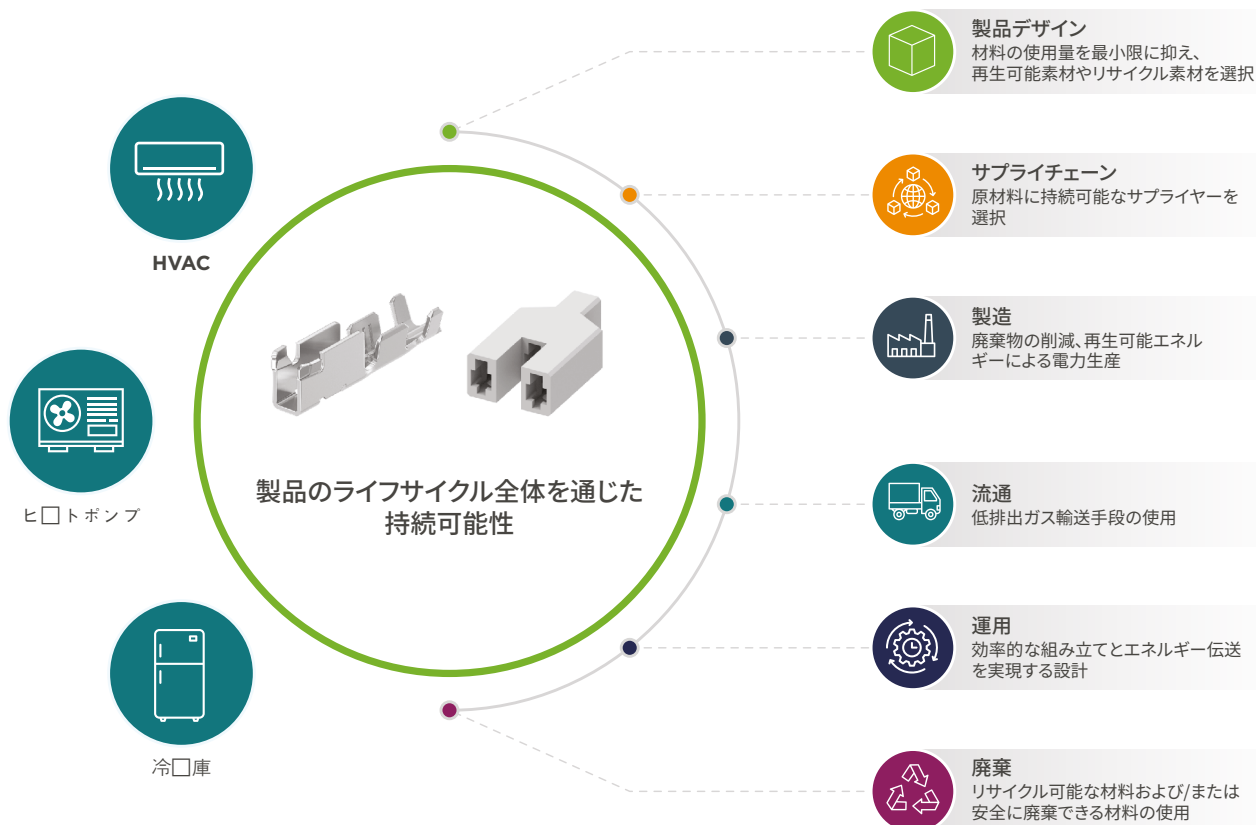 HVAC
ヒ□トポンプ
冷□庫
製品のライフサイクル全体を通じた
持続可能性
製品デザイン
材料の使用量を最小限に抑え、
再生可能素材やリサイクル素材を選択
サプライチェーン
原材料に持続可能なサプライヤーを
選択
製造
廃棄物の削減、再生可能エネル
ギーによる電力生産
流通
低排出ガス輸送手段の使用
運用
効率的な組み立てとエネルギー伝送
を実現する設計
廃棄
リサイクル可能な材料および/または
安全に廃棄できる材料の使用